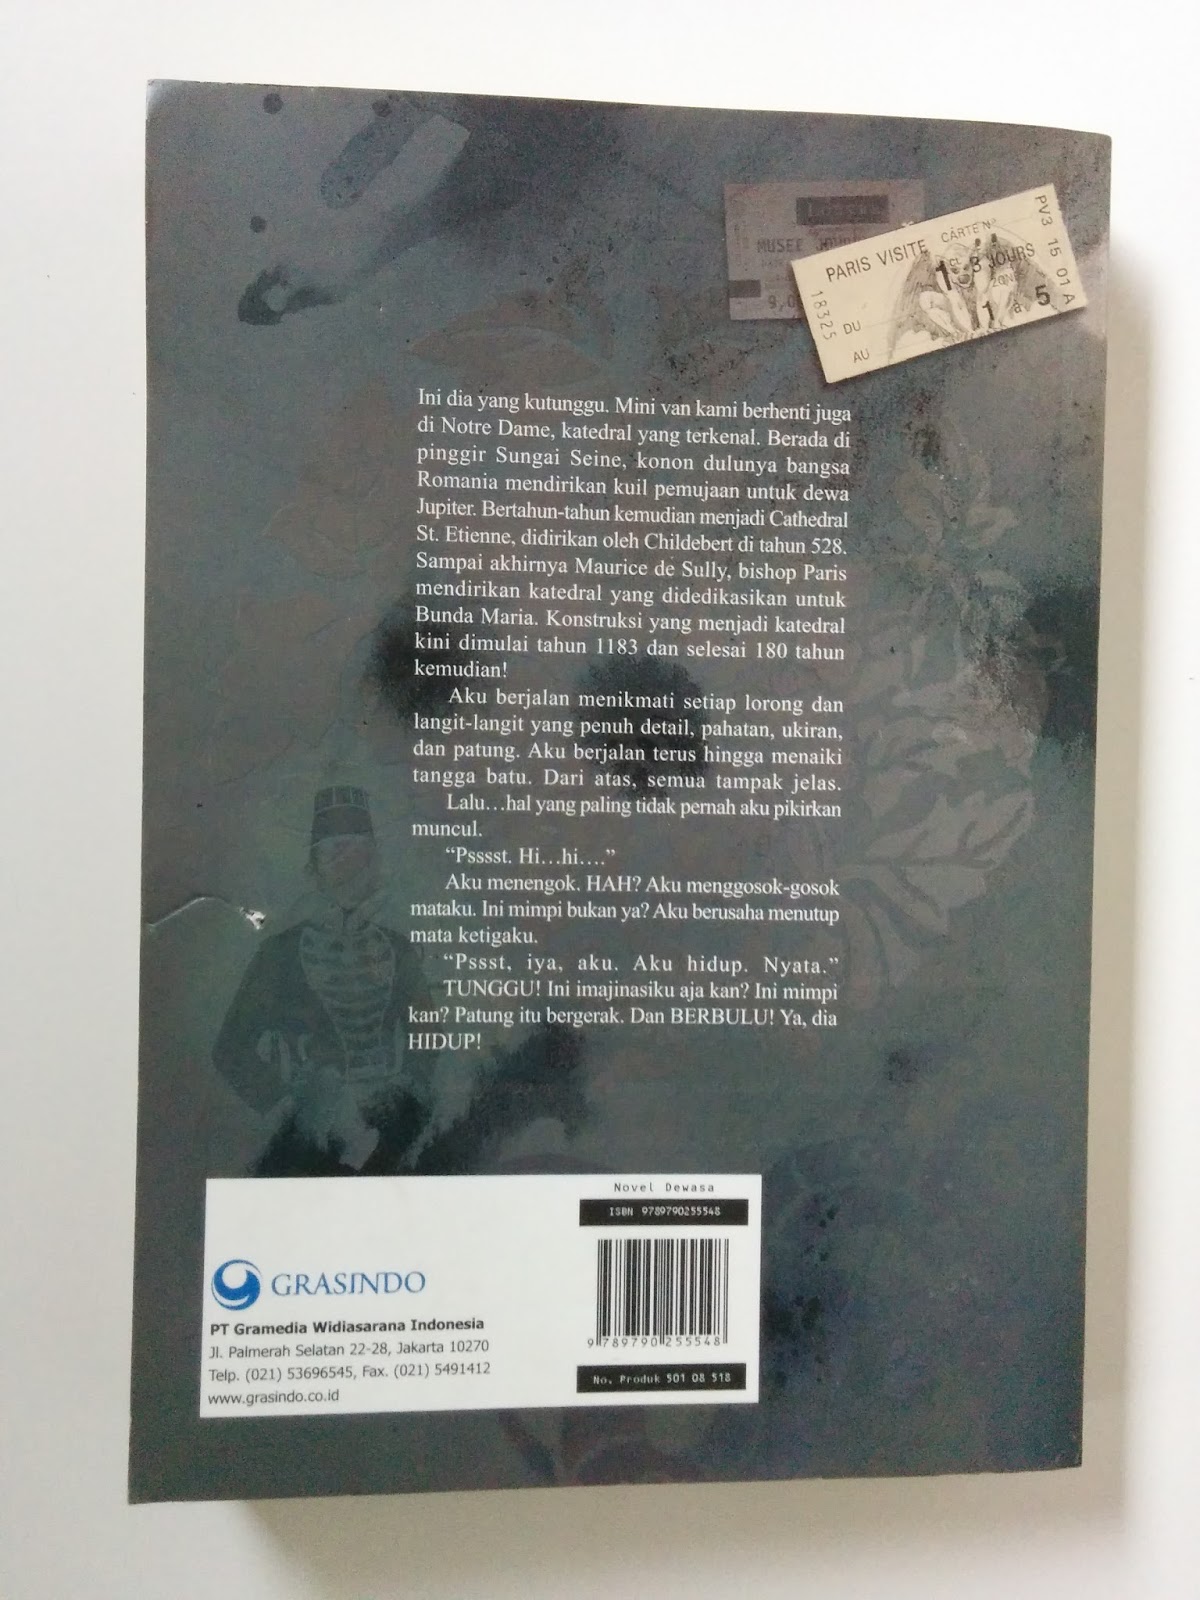 MUSEE
9,0
PARIS VISITE CARTE N°
PV3 15 01 A
3 JOURS
ZON
1 à 5
18325
DU
AU
Ini dia yang kutunggu. Mini van kami berhenti juga
di Notre Dame, katedral yang terkenal. Berada di
pinggir Sungai Seine, konon dulunya bangsa
Romania mendirikan kuil pemujaan untuk dewa
Jupiter. Bertahun-tahun kemudian menjadi Cathedral
St. Etienne, didirikan oleh Childebert di tahun 528.
Sampai akhirnya Maurice de Sully, bishop Paris
mendirikan katedral yang didedikasikan untuk
Bunda Maria. Konstruksi yang menjadi katedral
kini dimulai tahun 1183 dan selesai 180 tahun
kemudian!
Aku berjalan menikmati setiap lorong dan
langit-langit yang penuh detail, pahatan, ukiran,
dan patung. Aku berjalan terus hingga menaiki
tangga batu. Dari atas, semua tampak jelas.
Lalu…hal yang paling tidak pernah aku pikirkan
muncul.
“Psssst. Hi…hi….”
Aku menengok. HAH? Aku menggosok-gosok
mataku. Ini mimpi bukan ya? Aku berusaha menutup
mata ketigaku.
“Pssst, iya, aku. Aku hidup. Nyata.”
TUNGGU! Ini imajinasiku aja kan? Ini mimpi
kan? Patung itu bergerak. Dan BERBULU! Ya, dia
HIDUP!
Novel Dewasa
ISBN 9789790255548
9 789790 255548
No. Produk 501 08 518
GRASINDO
PT Gramedia Widiasarana Indonesia
Jl. Palmerah Selatan 22-28, Jakarta 10270
Telp. (021) 53696545, Fax. (021) 5491412
www.grasindo.co.id